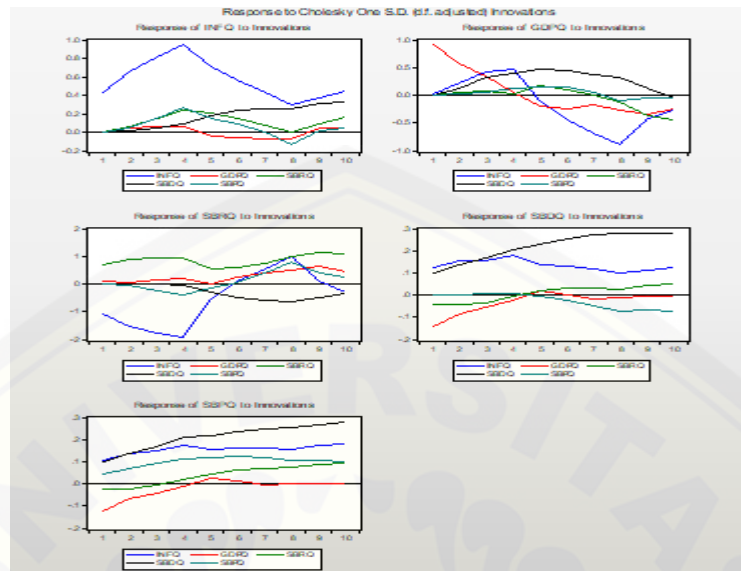 Response to Cholesky One S.D. (d.f. adjusted) Innovations
Response of INFQ to Innovations
1.0
0.8
0.6
0.4
0.2
0.0
-0.2
1 2 3 4 5 6 7 8 9 10
INFQ GDPQ SBRQ
SBDQ SBPQ
Response of GDPQ to Innovations
1.0
0.5
0.0
-0.5
-1.0
1 2 3 4 5 6 7 8 9 10
INFQ GDPQ SBRQ
SBDQ SBPQ
Response of SBRQ to Innovations
2
1
0
-1
-2
1 2 3 4 5 6 7 8 9 10
INFQ GDPQ SBRQ
SBDQ SBPQ
Response of SBDQ to Innovations
.3
.2
.1
.0
-.1
-.2
1 2 3 4 5 6 7 8 9 10
INFQ GDPQ SBRQ
SBDQ SBPQ
Response of SBPQ to Innovations
.3
.2
.1
.0
-.1
-.2
1 2 3 4 5 6 7 8 9 10
INFQ GDPQ SBRQ
SBDQ SBPQ
NIVERSITA